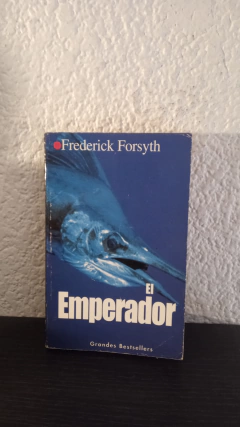 Frederick Forsyth
El
Emperador
Grandes Bestsellers